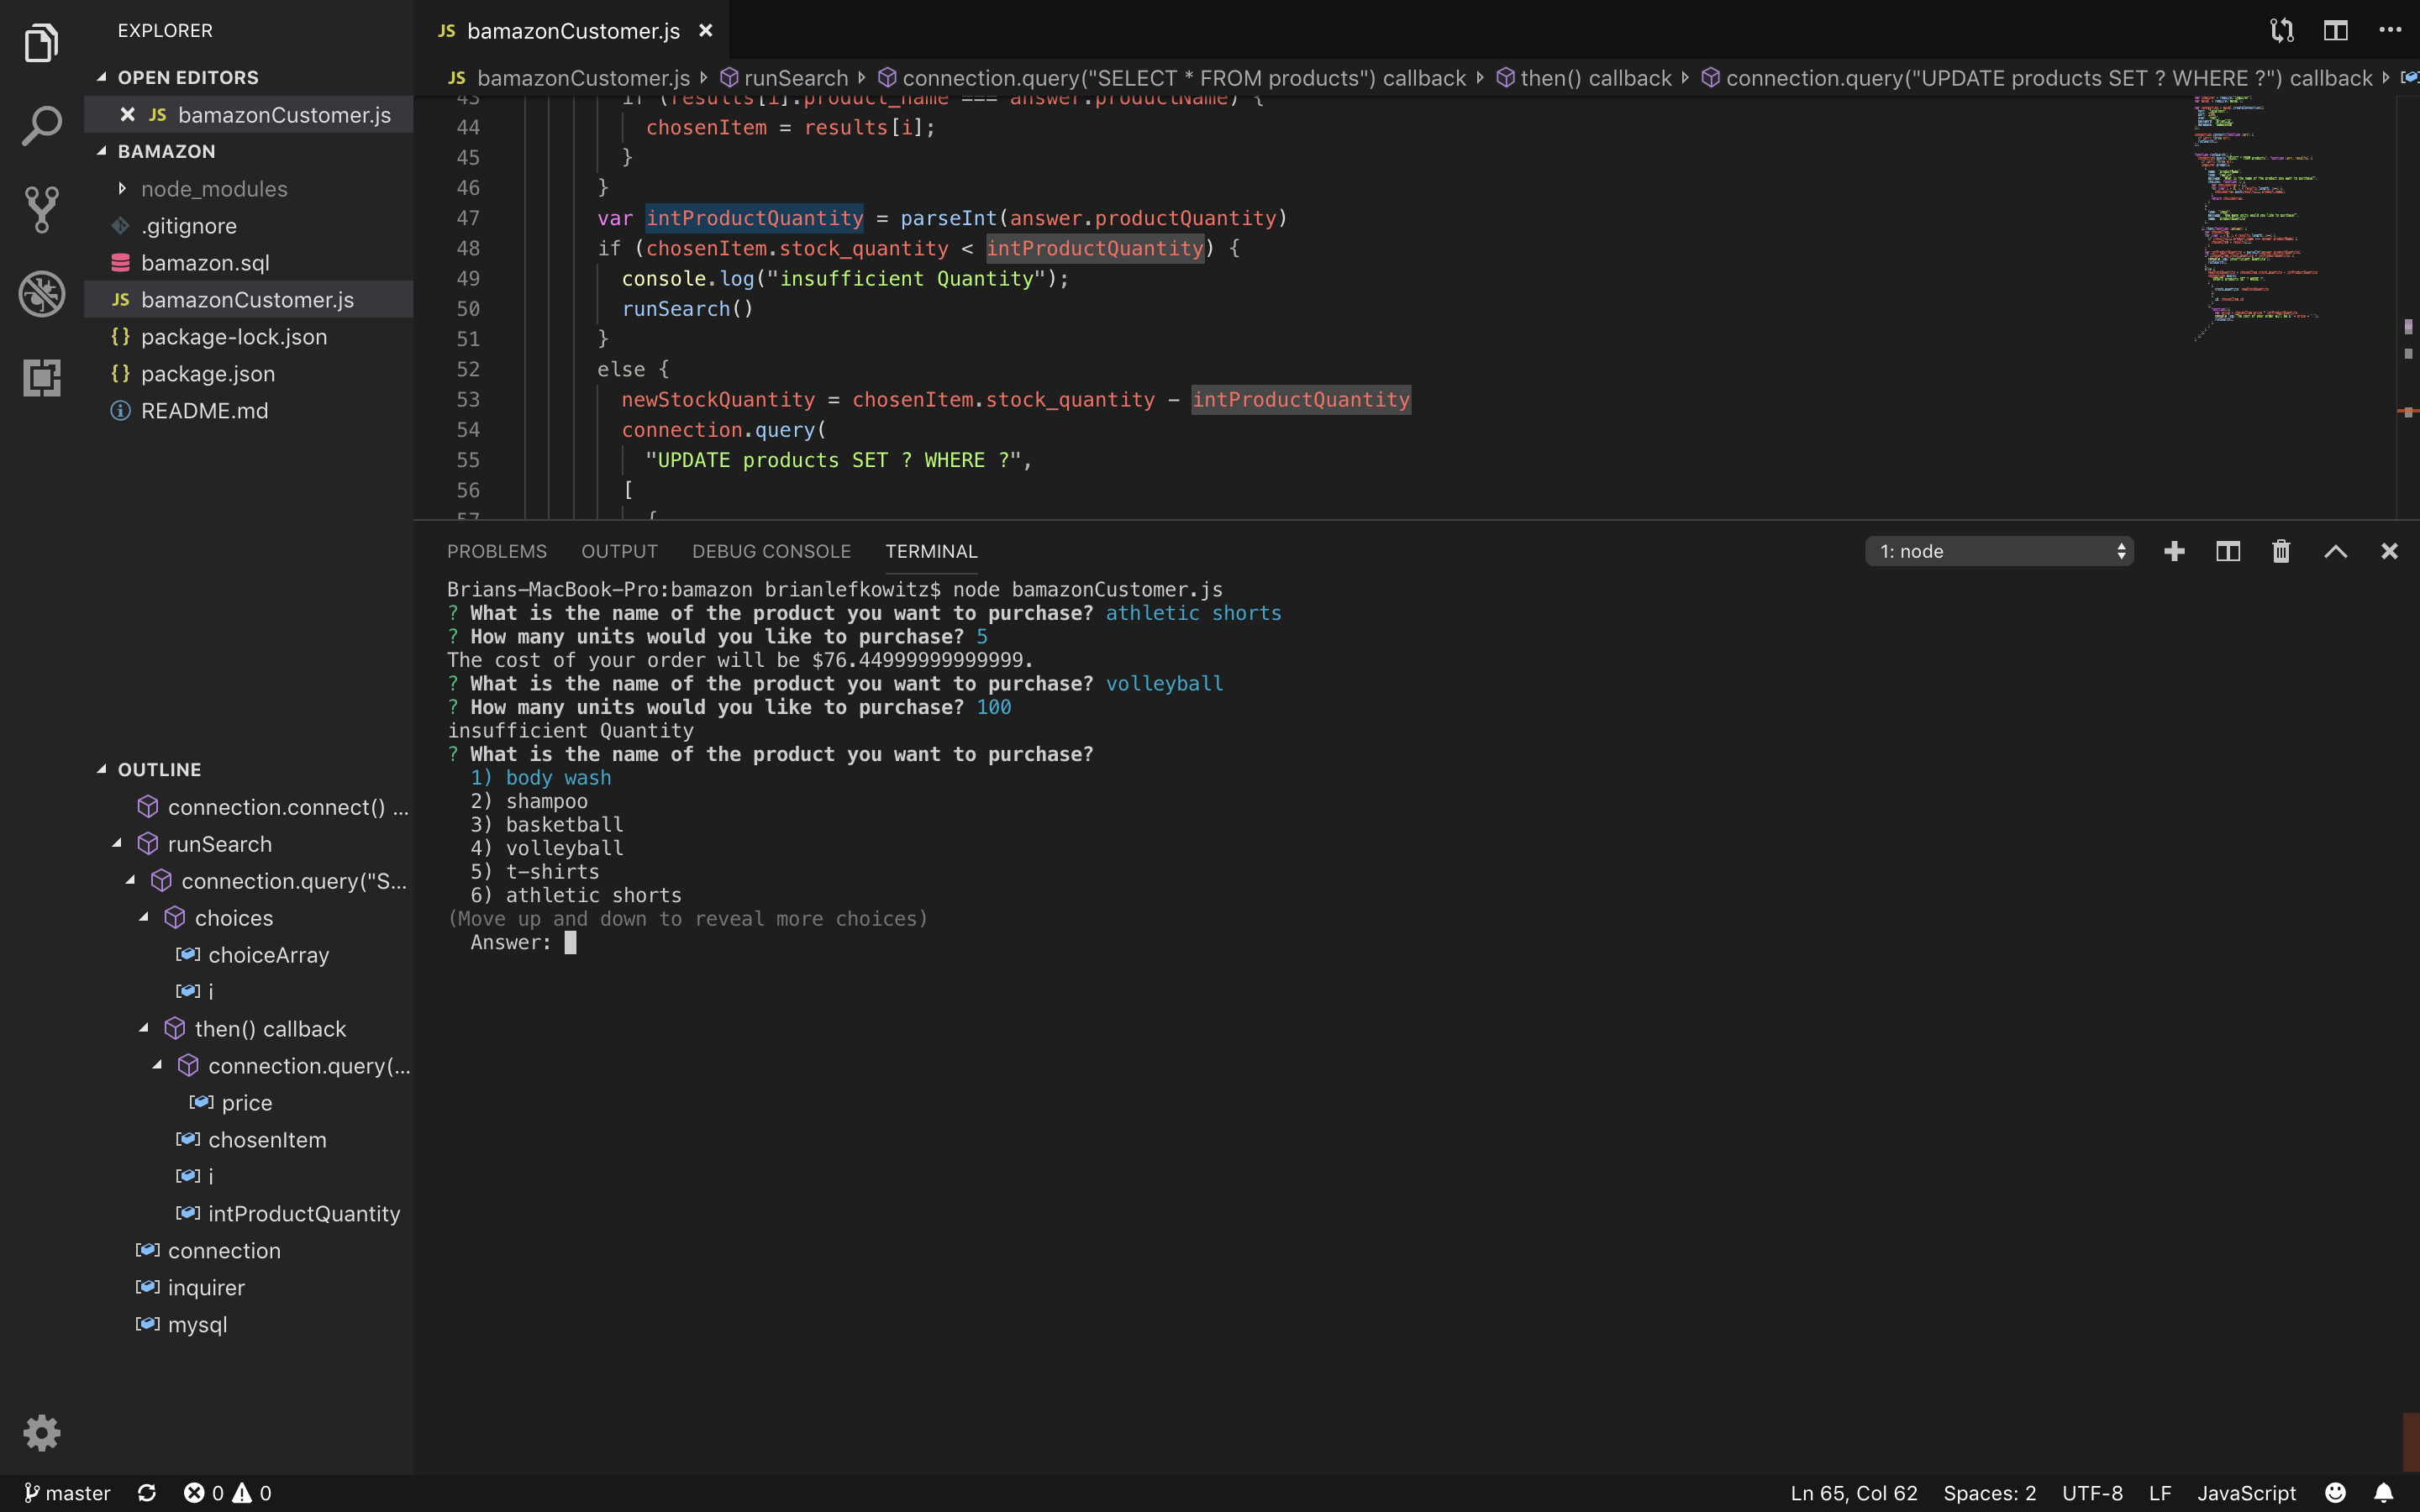 EXPLORER
OPEN EDITORS
JS bamazonCustomer.js
BAMAZON
node_modules
.gitignore
bamazon.sql
JS bamazonCustomer.js
{} package-lock.json
{} package.json
README.md
OUTLINE
connection.connect() ...
runSearch
connection.query("S...
choices
choiceArray
i
then() callback
connection.query(...
price
chosenItem
i
intProductQuantity
connection
inquirer
mysql
JS bamazonCustomer.js
JS bamazonCustomer.js runSearch connection.query("SELECT * FROM products") callback then() callback connection.query("UPDATE products SET ? WHERE ?") callback
43 if (results[i].product_name === answer.productName) {
44 chosenItem = results[i];
45 }
46 }
47 var intProductQuantity = parseInt(answer.productQuantity)
48 if (chosenItem.stock_quantity < intProductQuantity) {
49 console.log("insufficient Quantity");
50 runSearch()
51 }
52 else {
53 newStockQuantity = chosenItem.stock_quantity - intProductQuantity
54 connection.query(
55 "UPDATE products SET ? WHERE ?",
56 [
57 {
PROBLEMS OUTPUT DEBUG CONSOLE TERMINAL 1: node
Brians-MacBook-Pro:bamazon brianlefkowitz$ node bamazonCustomer.js
? What is the name of the product you want to purchase? athletic shorts
? How many units would you like to purchase? 5
The cost of your order will be $76.44999999999999.
? What is the name of the product you want to purchase? volleyball
? How many units would you like to purchase? 100
insufficient Quantity
? What is the name of the product you want to purchase?
1) body wash
2) shampoo
3) basketball
4) volleyball
5) t-shirts
6) athletic shorts
(Move up and down to reveal more choices)
Answer:
master 0 0 Ln 65, Col 62 Spaces: 2 UTF-8 LF JavaScript